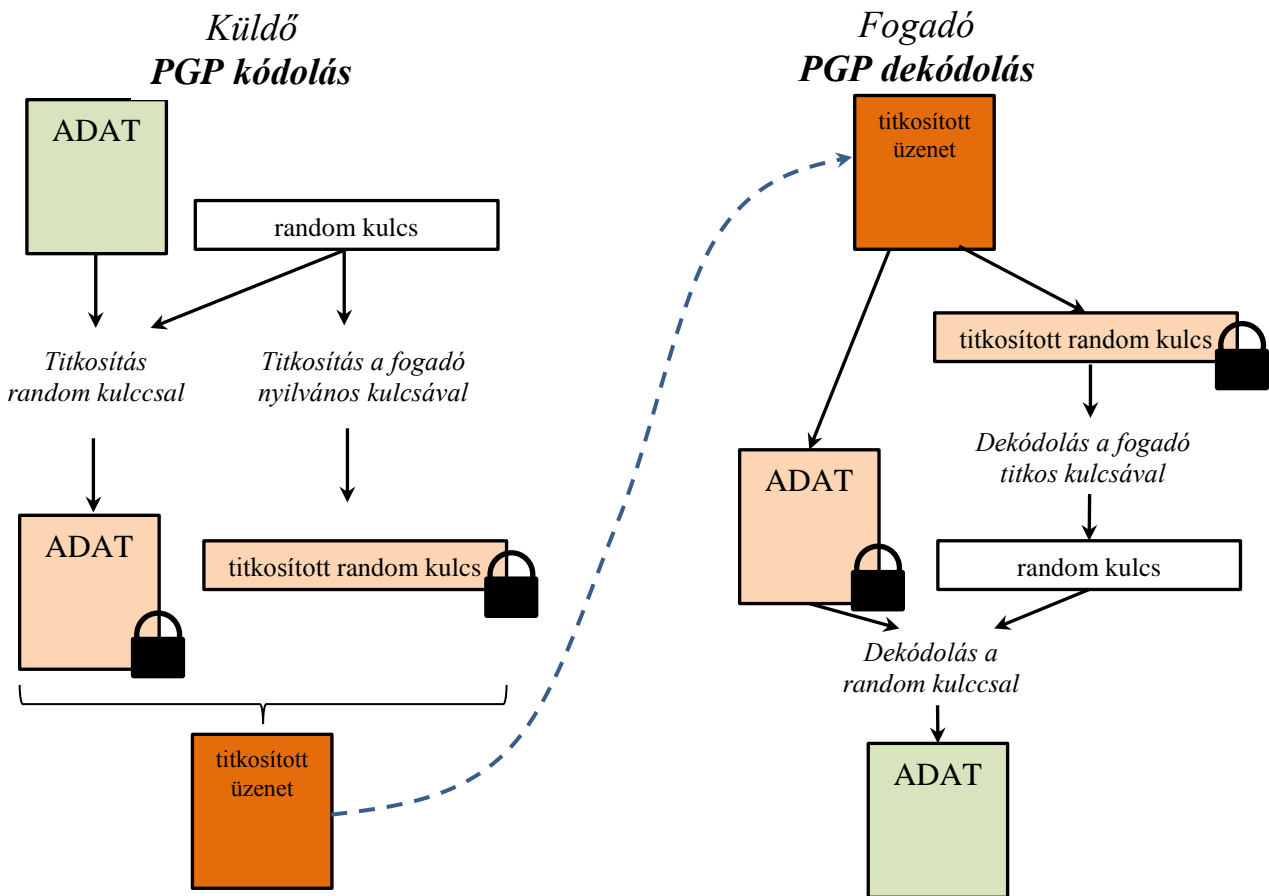 Küldő
PGP kódolás
ADAT
random kulcs
Titkosítás
random kulccsal
Titkosítás a fogadó
nyilvános kulcsával
ADAT
titkosított random kulcs
titkosított
üzenet
Fogadó
PGP dekódolás
titkosított
üzenet
titkosított random kulcs
Dekódolás a fogadó
titkos kulcsával
ADAT
random kulcs
Dekódolás a
random kulccsal
ADAT